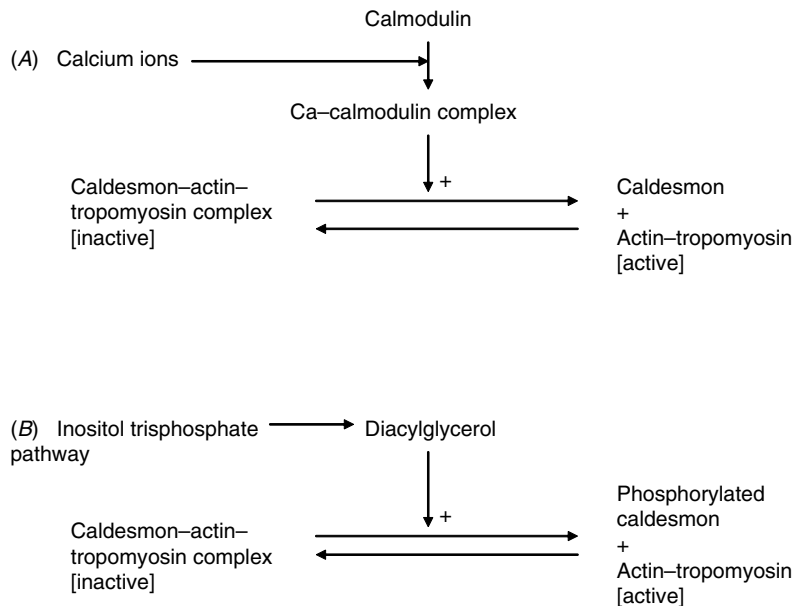 Calmodulin
(A) Calcium ions
Ca–calmodulin complex
+
Caldesmon–actin–
tropomyosin complex
[inactive]
Caldesmon
+
Actin–tropomyosin
[active]
(B) Inositol trisphosphate
pathway
Diacylglycerol
+
Caldesmon–actin–
tropomyosin complex
[inactive]
Phosphorylated
caldesmon
+
Actin–tropomyosin
[active]